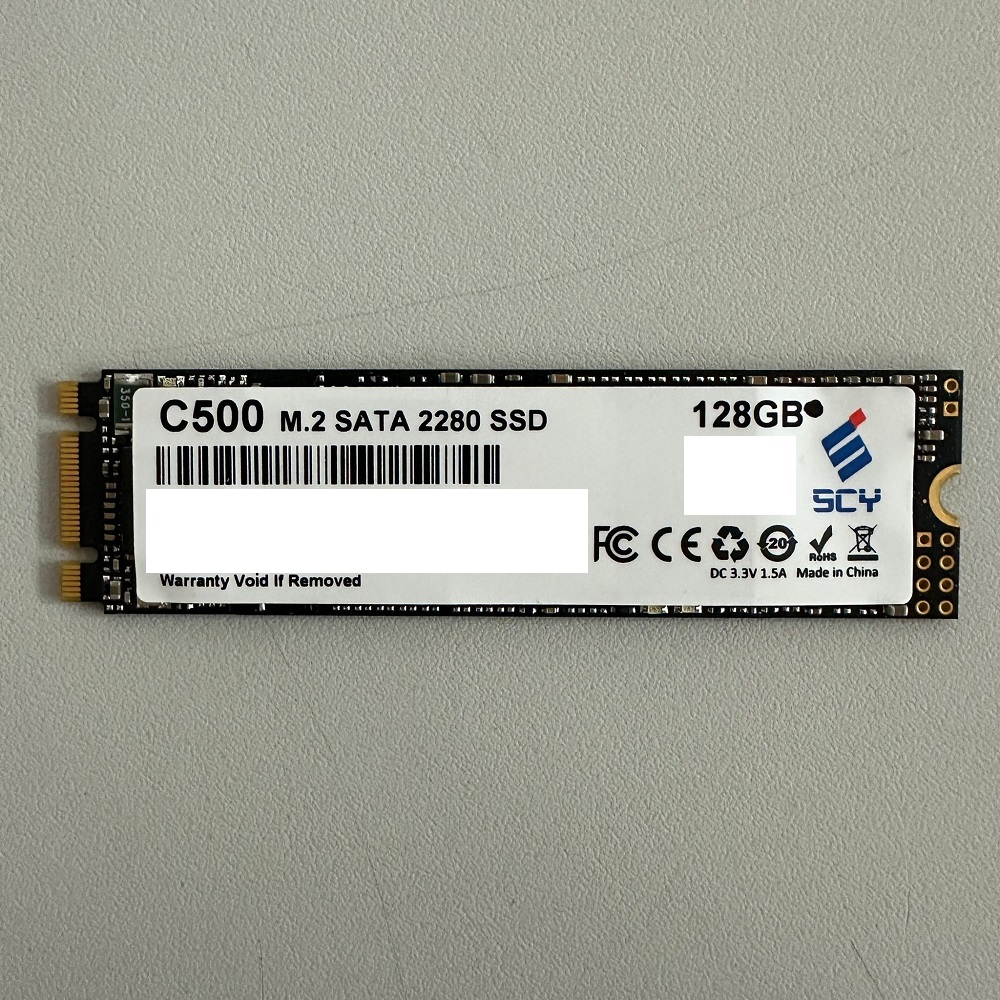 C500 M.2 SATA 2280 SSD
128GB
SCY
FC CE 20 RoHS
DC 3.3V 1.5A Made in China
Warranty Void If Removed